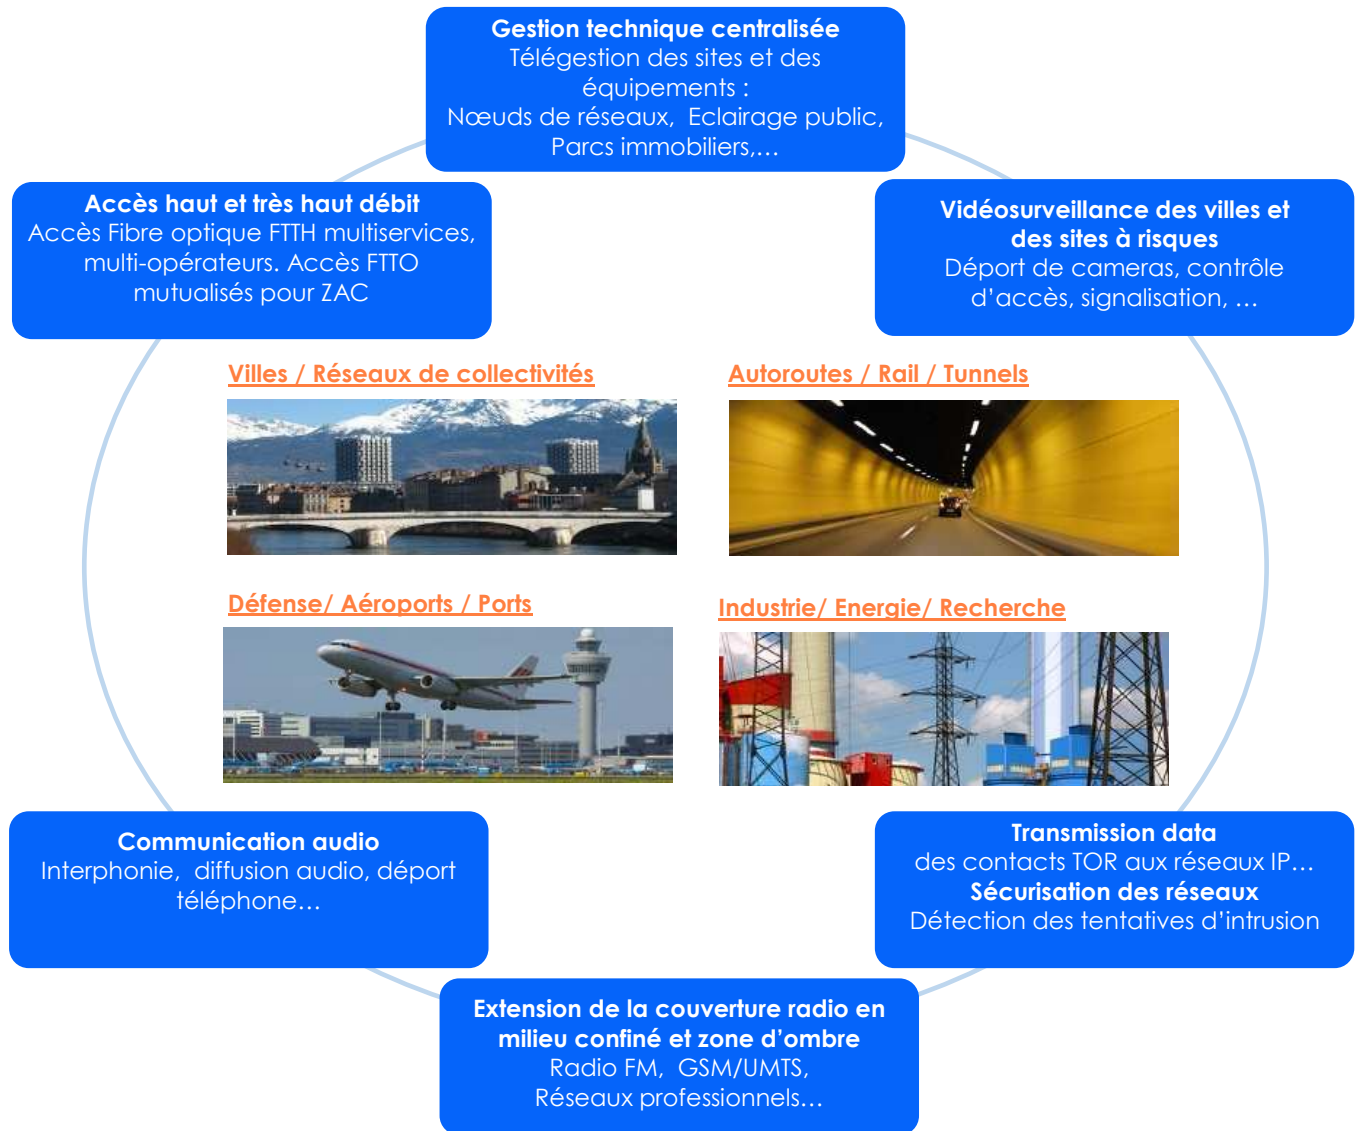 Gestion technique centralisée
Télégestion des sites et des
équipements :
Nœuds de réseaux, Eclairage public,
Parcs immobiliers,...
Accès haut et très haut débit
Accès Fibre optique FTTH multiservices,
multi-opérateurs. Accès FTTO
mutualisés pour ZAC
Vidéosurveillance des villes et
des sites à risques
Déport de cameras, contrôle
d'accès, signalisation, ...
Villes / Réseaux de collectivités
Autoroutes / Rail / Tunnels
Défense/ Aéroports / Ports
Industrie/ Energie/ Recherche
Communication audio
Interphonie, diffusion audio, déport
téléphone...
Transmission data
des contacts TOR aux réseaux IP...
Sécurisation des réseaux
Détection des tentatives d'intrusion
Extension de la couverture radio en
milieu confiné et zone d'ombre
Radio FM, GSM/UMTS,
Réseaux professionnels...